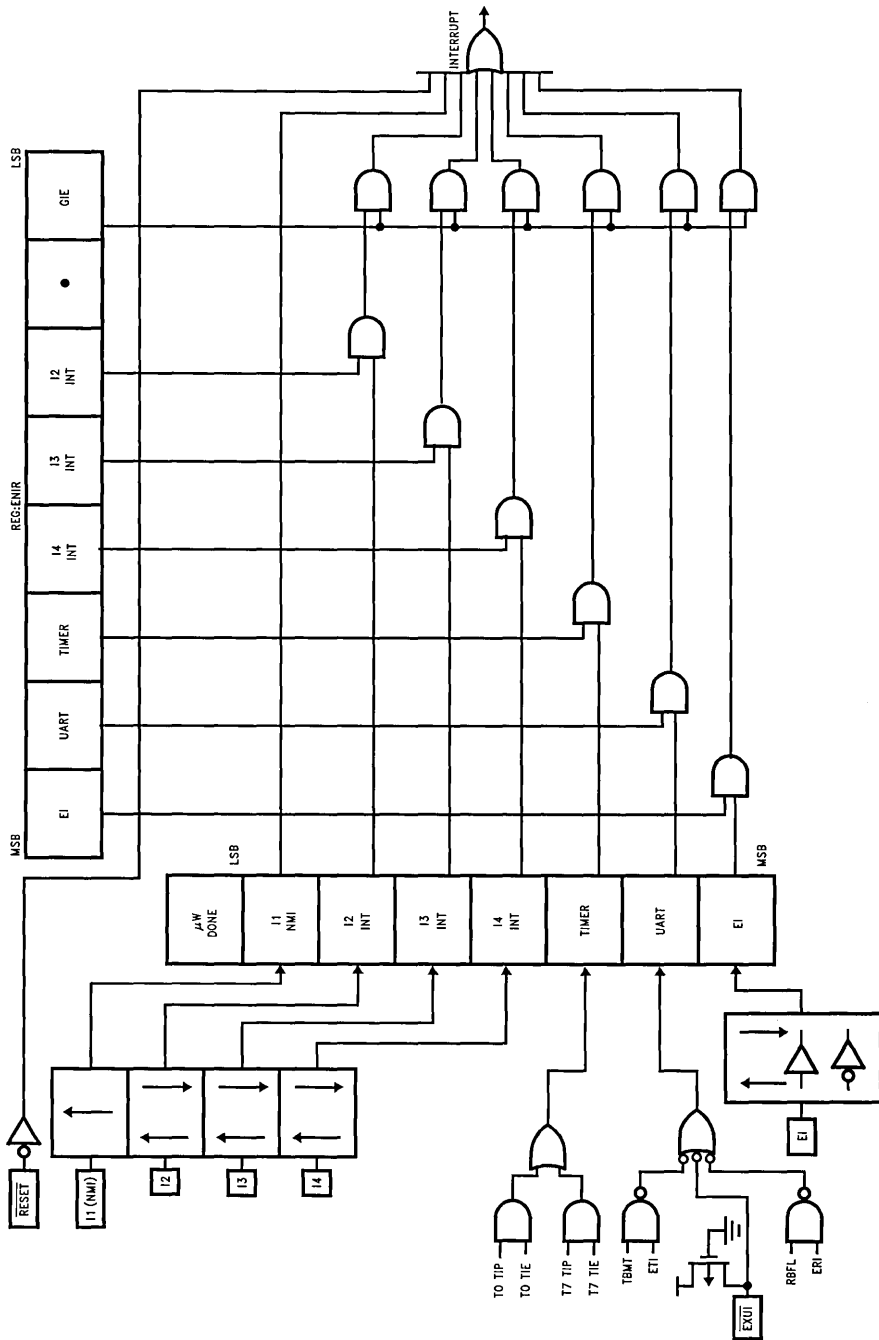 INTERRUPT
REG:ENIR
MSB
LSB
EI
UART
TIMER
I4
INT
I3
INT
I2
INT
•
GIE
LSB
μW
DONE
I1
NMI
I2
INT
I3
INT
I4
INT
TIMER
UART
EI
MSB
RESET
I1 (NMI)
I2
I3
I4
T0 TIP
T0 TIE
T7 TIP
T7 TIE
TBMT
ETI
EXUI
RBFL
ERI
EI